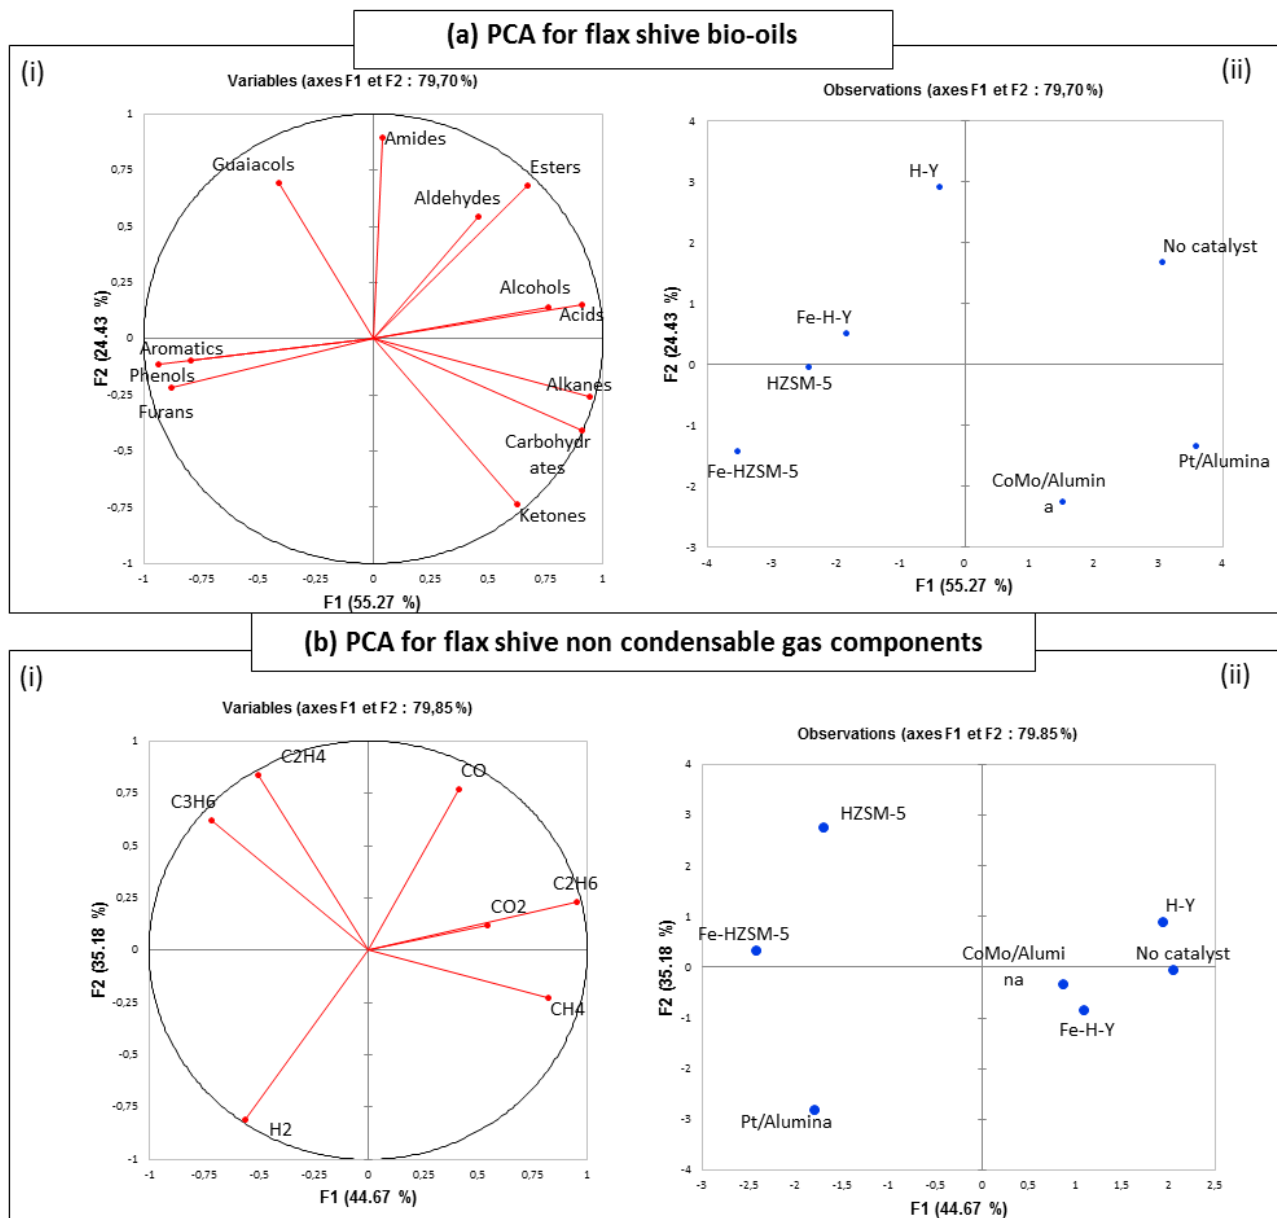 (a) PCA for flax shive bio-oils
(i)
(ii)
Variables (axes F1 et F2 : 79,70 %)
Observations (axes F1 et F2 : 79,70 %)
1
0,75
0,5
0,25
0
-0,25
-0,5
-0,75
-1
F2 (24.43 %)
Amides
Guaiacols
Esters
Aldehydes
Alcohols
Acids
Aromatics
Phenols
Furans
Alkanes
Carbohydr
ates
Ketones
-1
-0,75
-0,5
-0,25
0
0,25
0,5
0,75
1
F1 (55.27 %)
4
3
2
1
0
-1
-2
-3
F2 (24.43 %)
H-Y
No catalyst
Fe-H-Y
HZSM-5
Fe-HZSM-5
Pt/Alumina
CoMo/Alumin
a
-4
-3
-2
-1
0
1
2
3
4
F1 (55.27 %)
(b) PCA for flax shive non condensable gas components
(i)
(ii)
Variables (axes F1 et F2 : 79,85 %)
Observations (axes F1 et F2 : 79.85%)
1
0,75
0,5
0,25
0
-0,25
-0,5
-0,75
-1
F2 (35.18 %)
C2H4
CO
C3H6
C2H6
CO2
CH4
H2
-1
-0,75
-0,5
-0,25
0
0,25
0,5
0,75
1
F1 (44.67 %)
4
3
2
1
0
-1
-2
-3
-4
F2 (35.18 %)
HZSM-5
H-Y
Fe-HZSM-5
CoMo/Alumi
na
No catalyst
Fe-H-Y
Pt/Alumina
-3
-2,5
-2
-1,5
-1
-0,5
0
0,5
1
1,5
2
2,5
F1 (44.67 %)